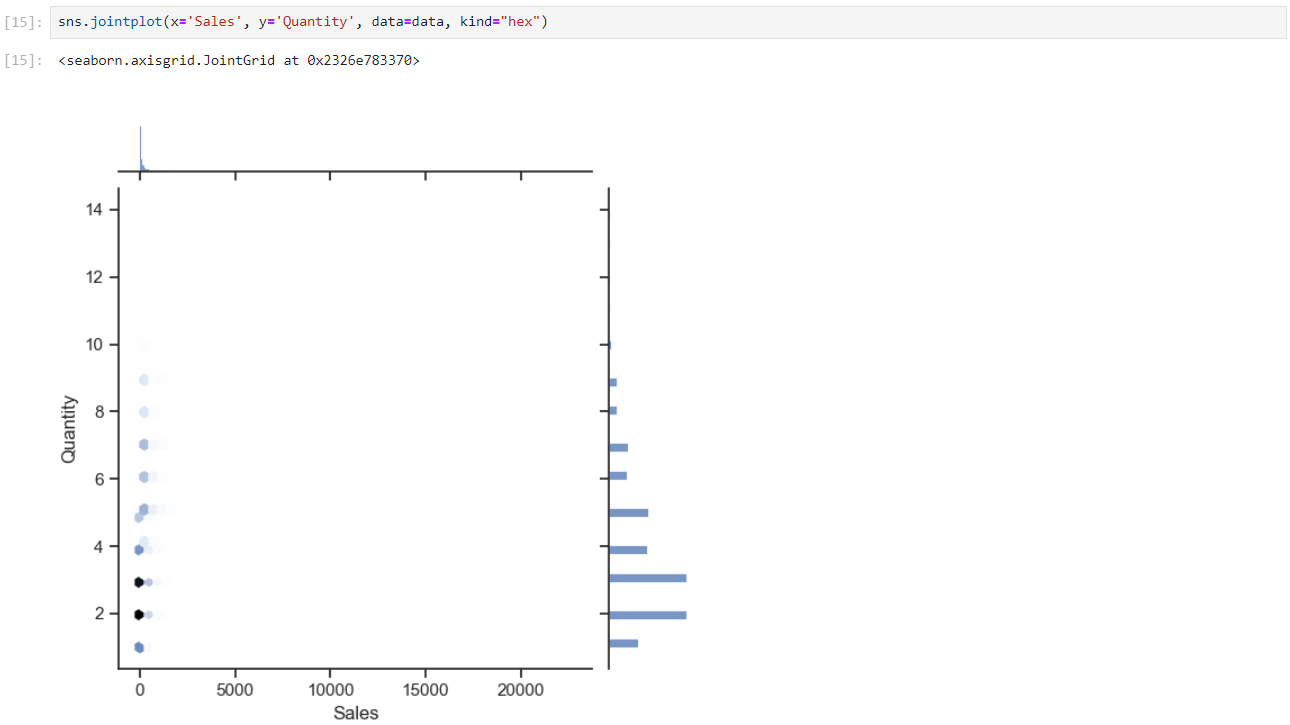 [15]: sns.jointplot(x='Sales', y='Quantity', data=data, kind="hex")
[15]: <seaborn.axisgrid.JointGrid at 0x2326e783370>
14
12
10
8
6
4
2
Quantity
0 5000 10000 15000 20000
Sales